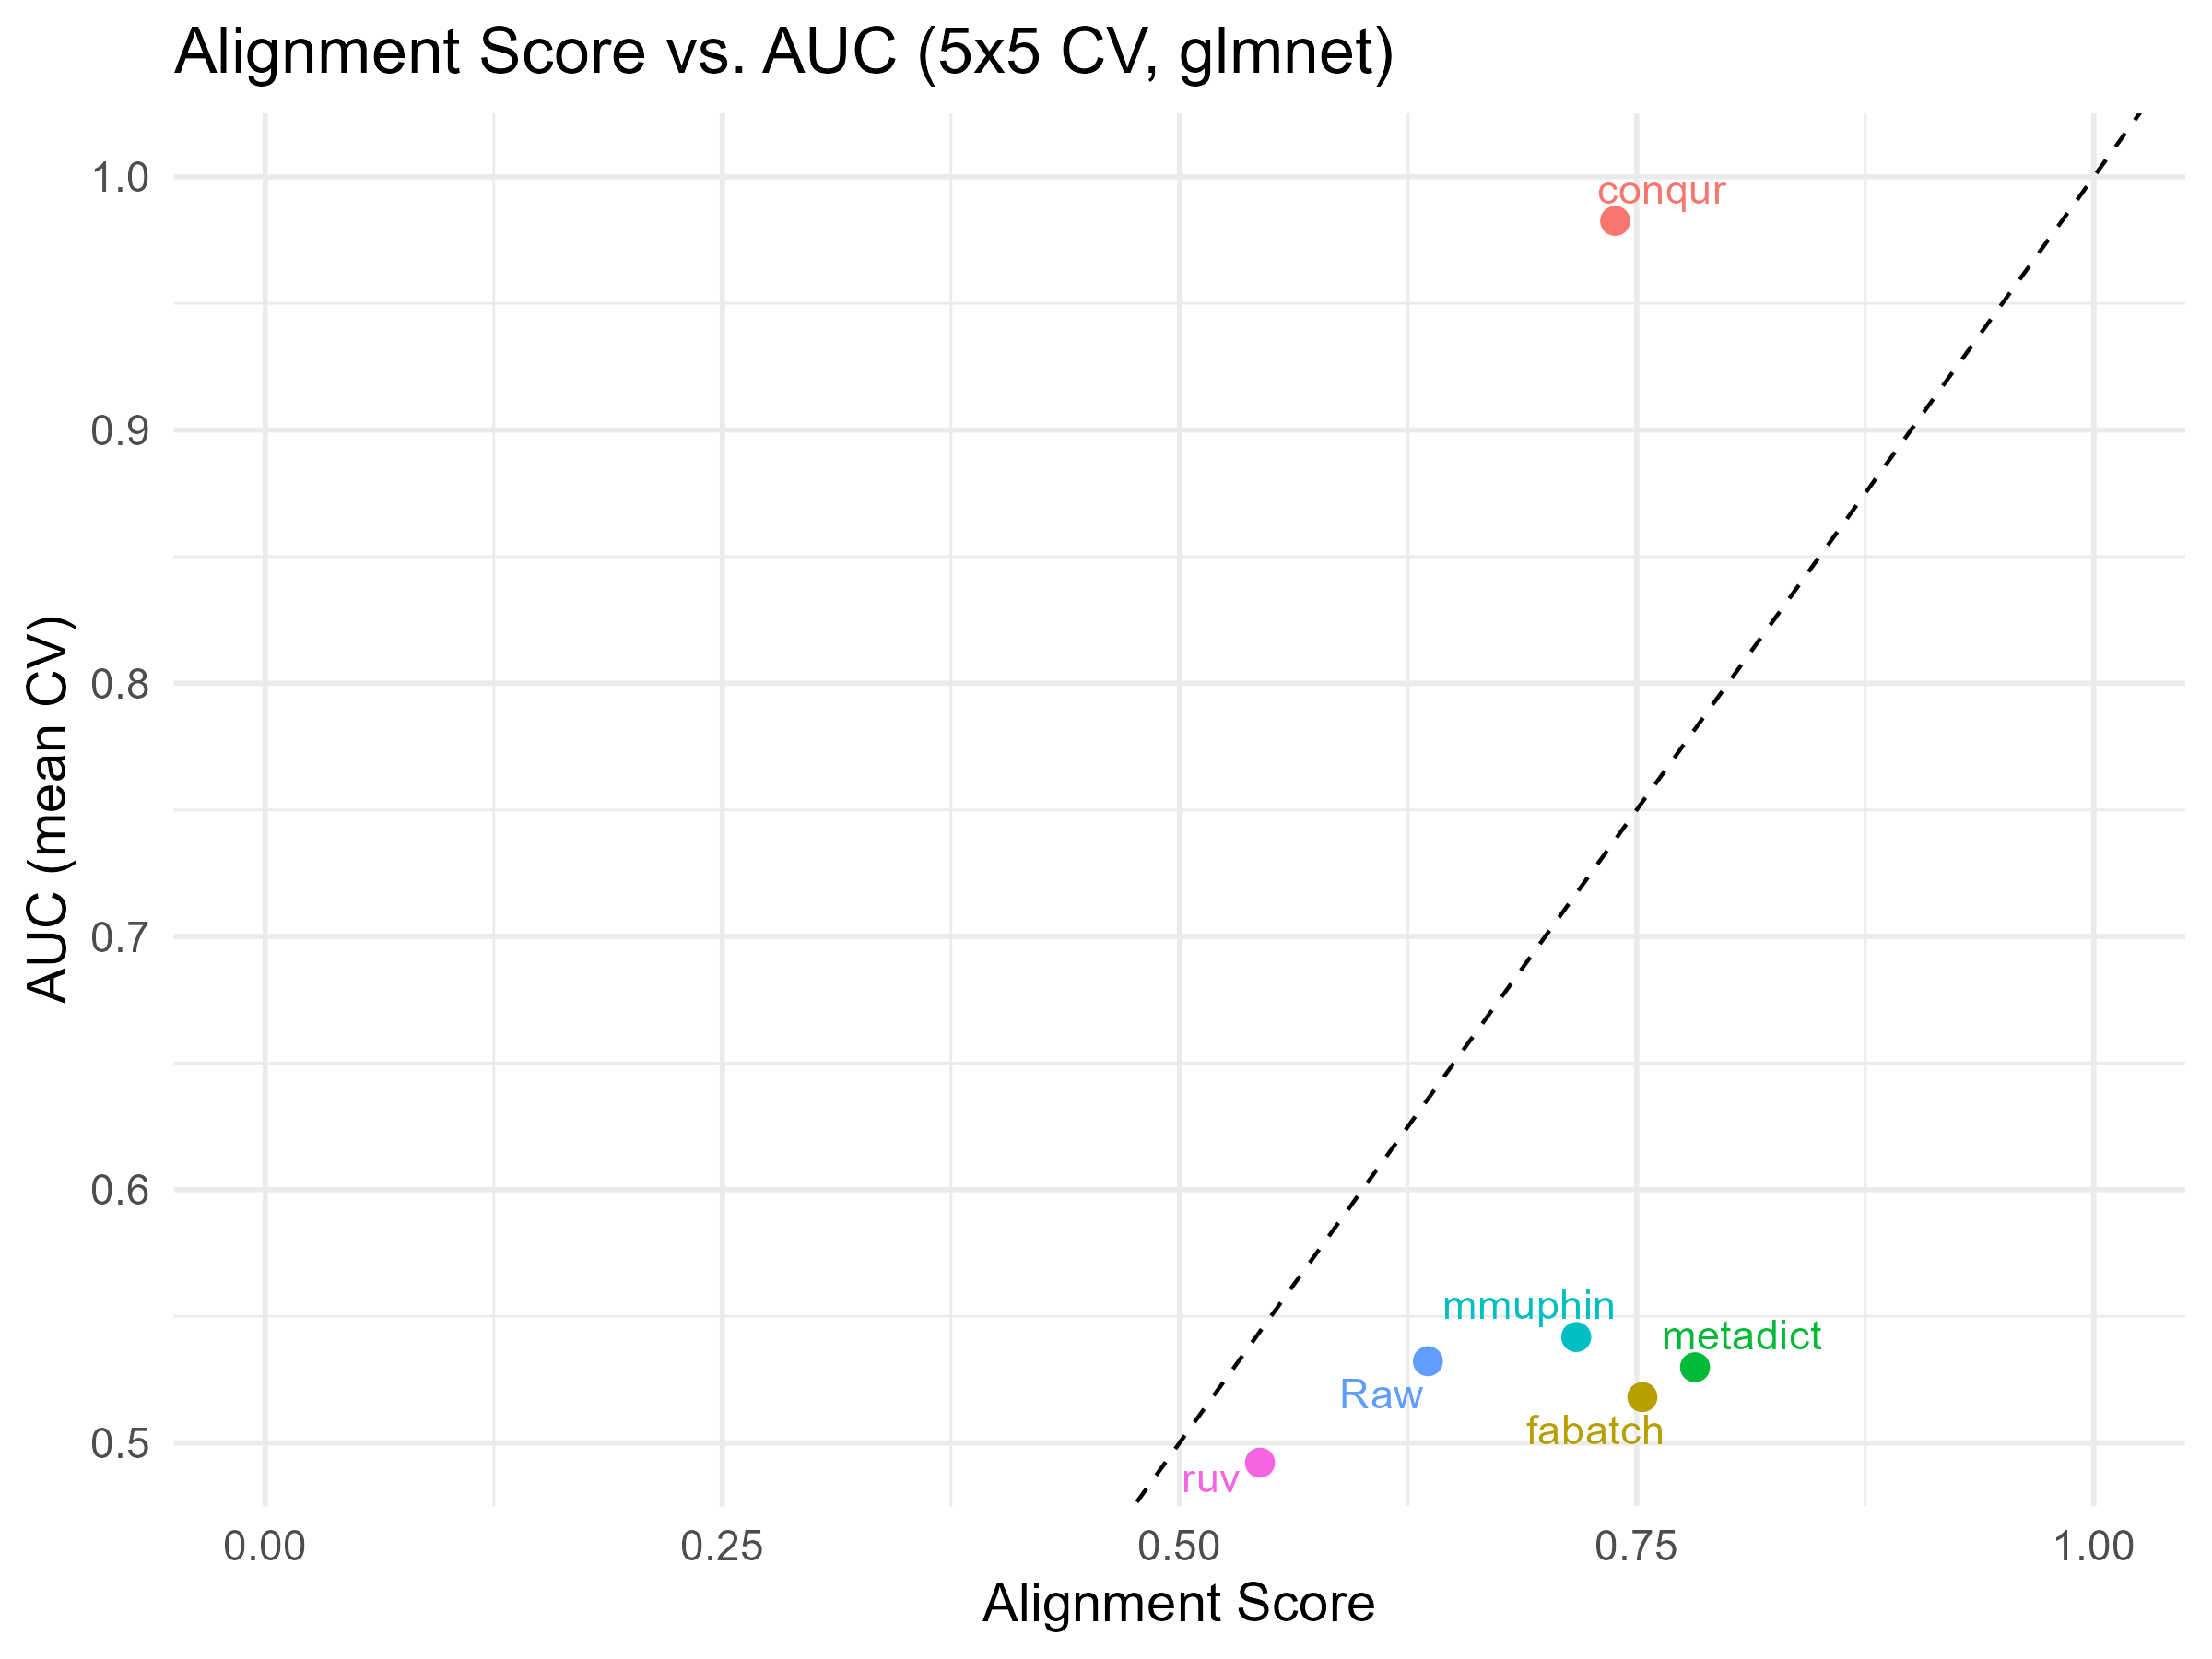 Alignment Score vs. AUC (5x5 CV, glmnet)
AUC (mean CV)
1.0
0.9
0.8
0.7
0.6
0.5
conqur
mmuphin
metadict
Raw
fabatch
ruv
0.00 0.25 0.50 0.75 1.00
Alignment Score